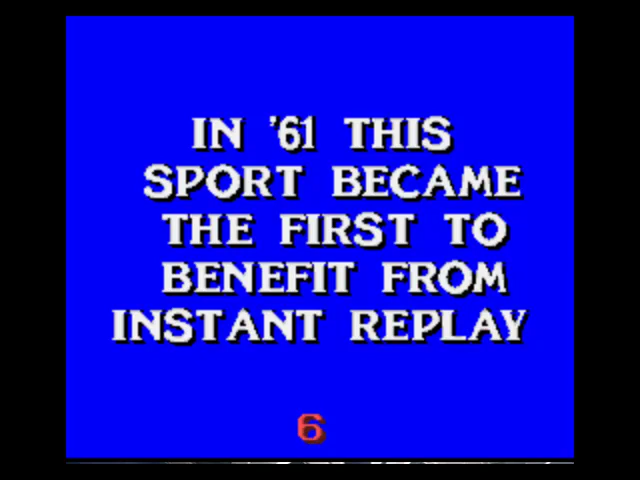 IN '61 THIS
SPORT BECAME
THE FIRST TO
BENEFIT FROM
INSTANT REPLAY
6